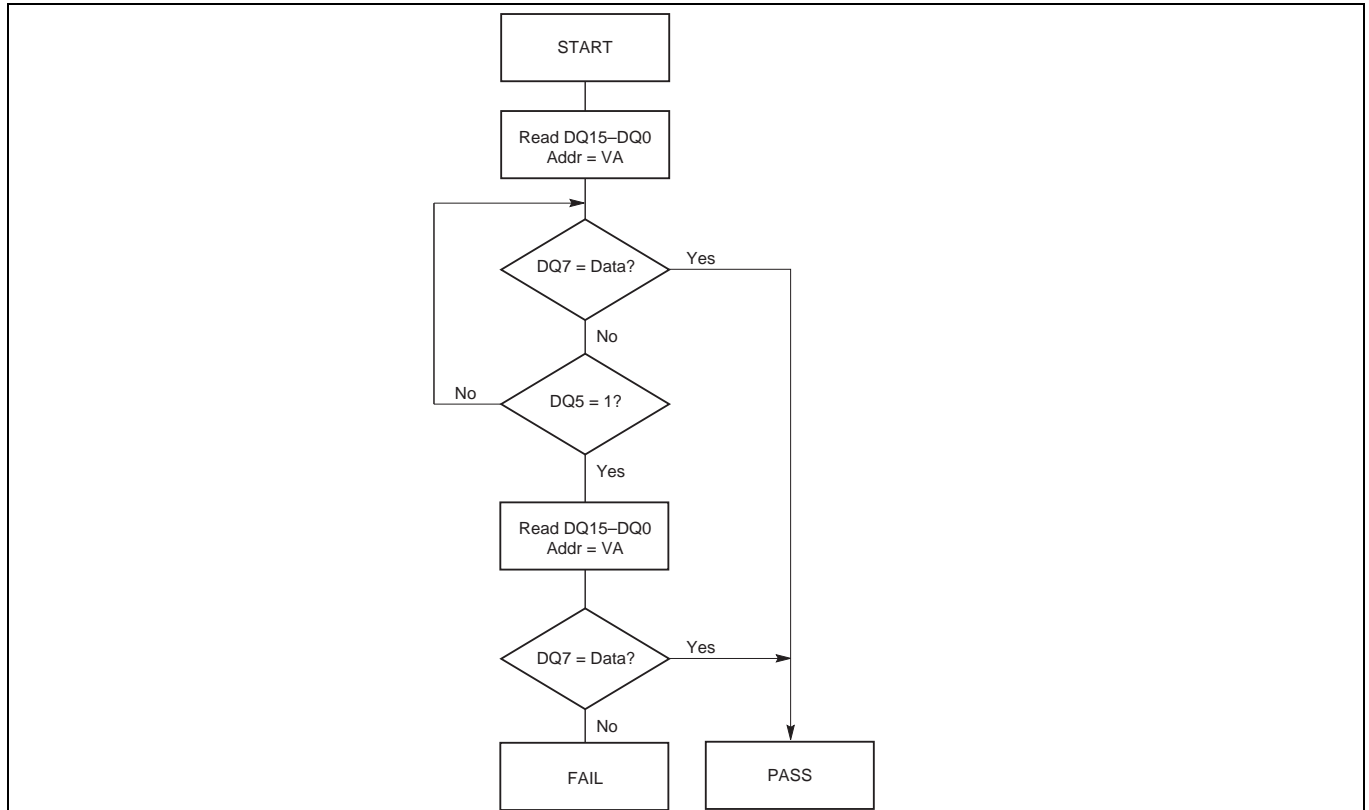 START
Read DQ15–DQ0
Addr = VA
DQ7 = Data?
Yes
No
No
DQ5 = 1?
Yes
Read DQ15–DQ0
Addr = VA
DQ7 = Data?
Yes
No
FAIL
PASS